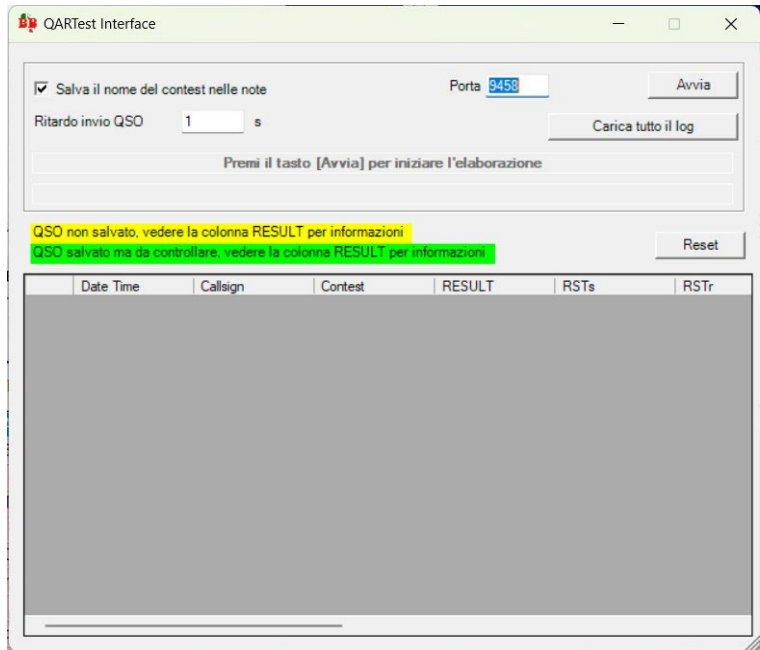 QARTest Interface
Salva il nome del contest nelle note
Porta 9458
Avvia
Ritardo invio QSO 1 s
Carica tutto il log
Premi il tasto [Avvia] per iniziare l'elaborazione
QSO non salvato, vedere la colonna RESULT per informazioni
QSO salvato ma da controllare, vedere la colonna RESULT per informazioni
Reset
Date Time Callsign Contest RESULT RSTs RSTr